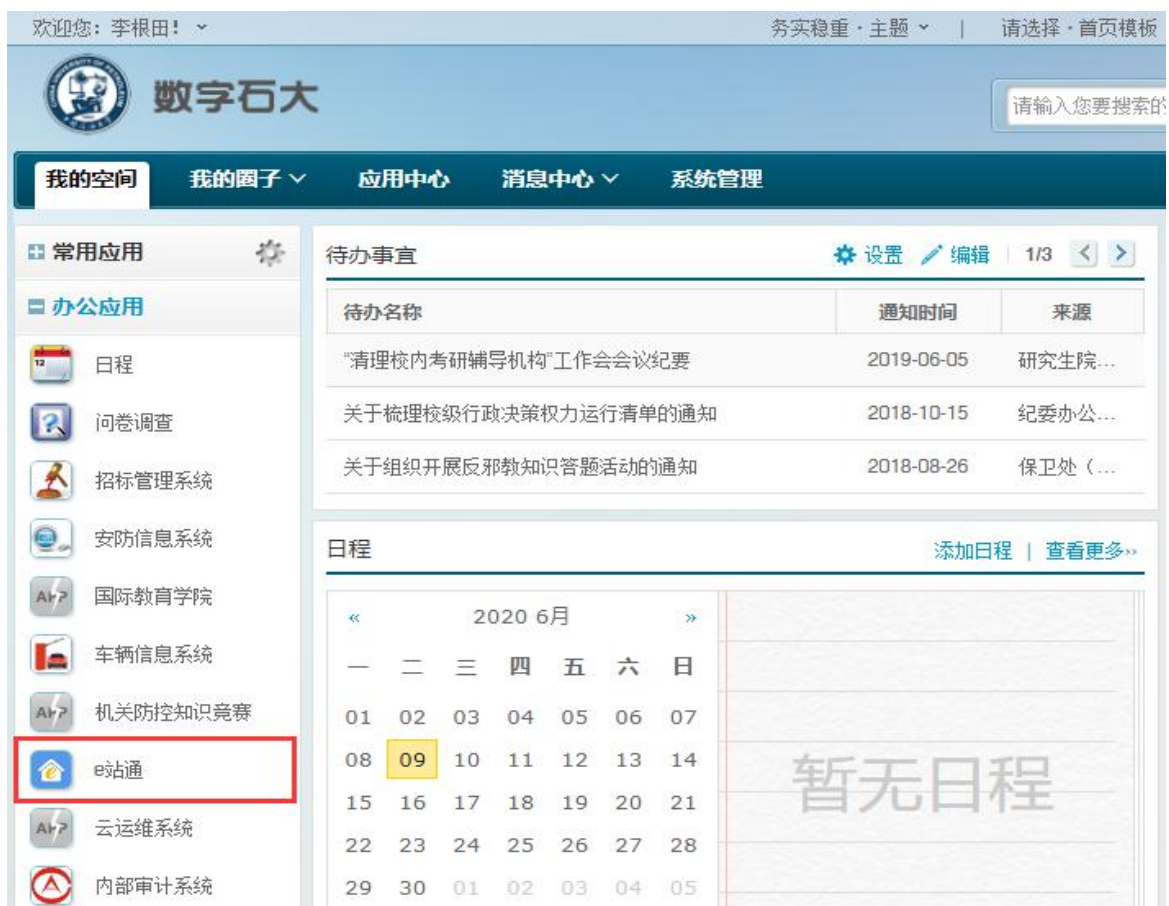 欢迎您：李根田！
务实稳重·主题 | 请选择·首页模板
数字石大
请输入您要搜索的
我的空间 我的圈子 应用中心 消息中心 系统管理
常用应用
办公应用
日程
问卷调查
招标管理系统
安防信息系统
国际教育学院
车辆信息系统
机关防控知识竞赛
e站通
云运维系统
内部审计系统
待办事宜 设置 编辑 1/3
待办名称 通知时间 来源
“清理校内考研辅导机构”工作会会议纪要 2019-06-05 研究生院...
关于梳理校级行政决策权力运行清单的通知 2018-10-15 纪委办公...
关于组织开展反邪教知识答题活动的通知 2018-08-26 保卫处（...
日程 添加日程 | 查看更多››
« 2020 6月 »
一 二 三 四 五 六 日
01 02 03 04 05 06 07
08 09 10 11 12 13 14
15 16 17 18 19 20 21
22 23 24 25 26 27 28
29 30 01 02 03 04 05
暂无日程